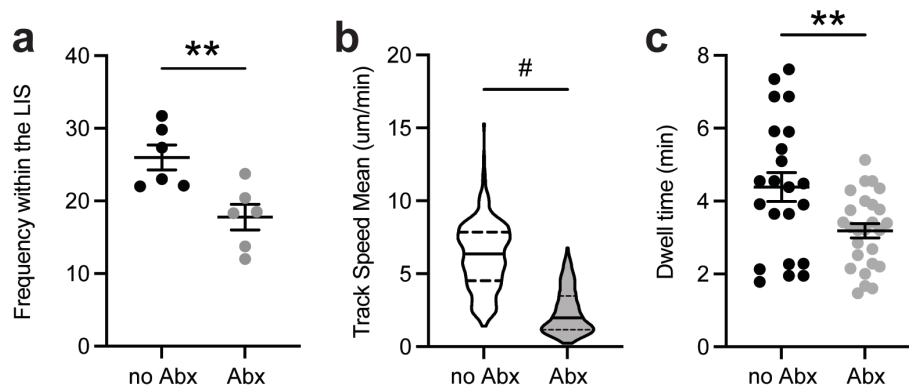 a
**
Frequency within the LIS
40
30
20
10
0
no Abx Abx
b
#
Track Speed Mean (um/min)
20
15
10
5
0
no Abx Abx
c
**
Dwell time (min)
8
6
4
2
0
no Abx Abx